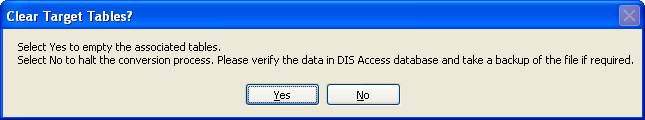 Clear Target Tables?
Select Yes to empty the associated tables.
Select No to halt the conversion process. Please verify the data in DIS Access database and take a backup of the file if required.
Yes
No